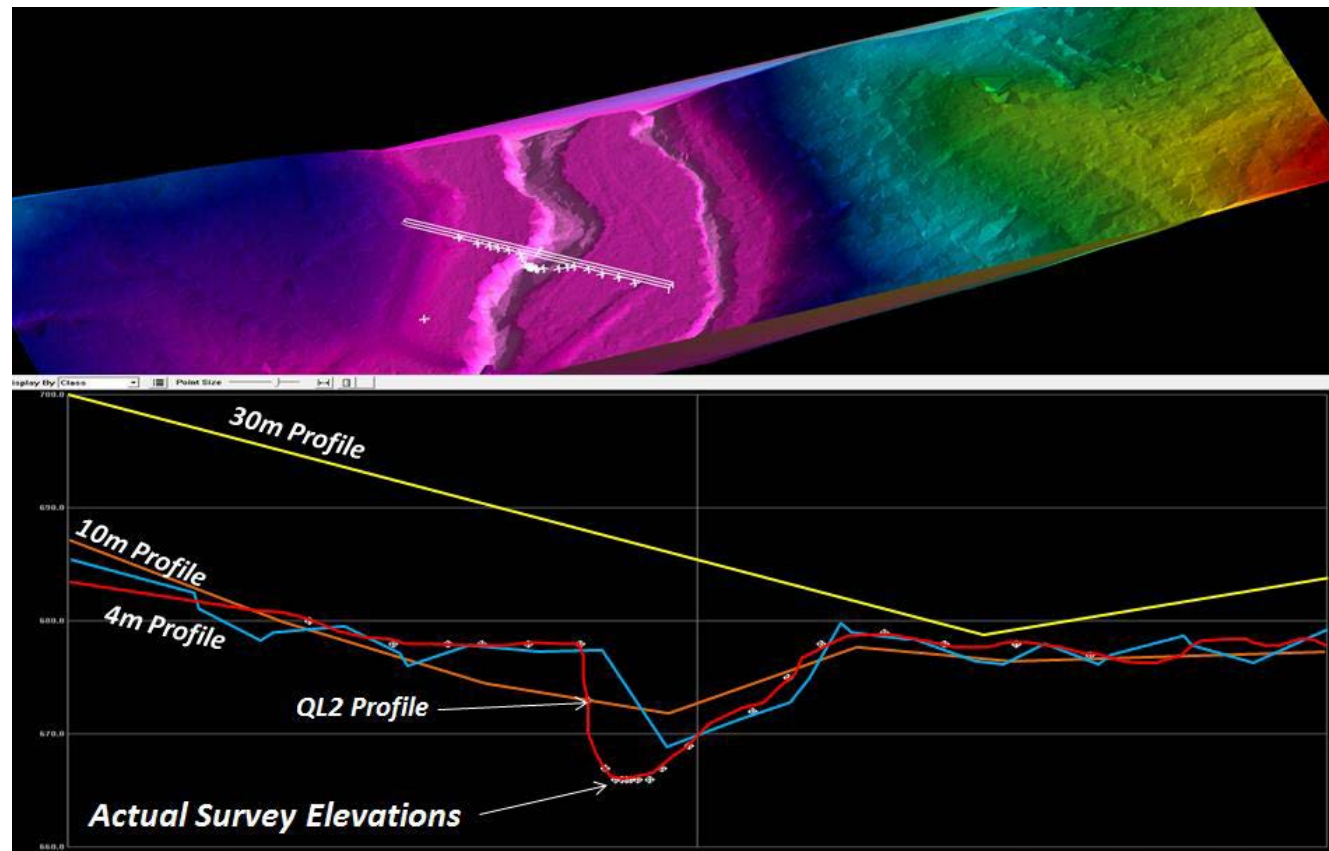 isplay By Class Point Size
700.0
30m Profile
690.0
10m Profile
680.0
4m Profile
QL2 Profile
670.0
Actual Survey Elevations
660.0